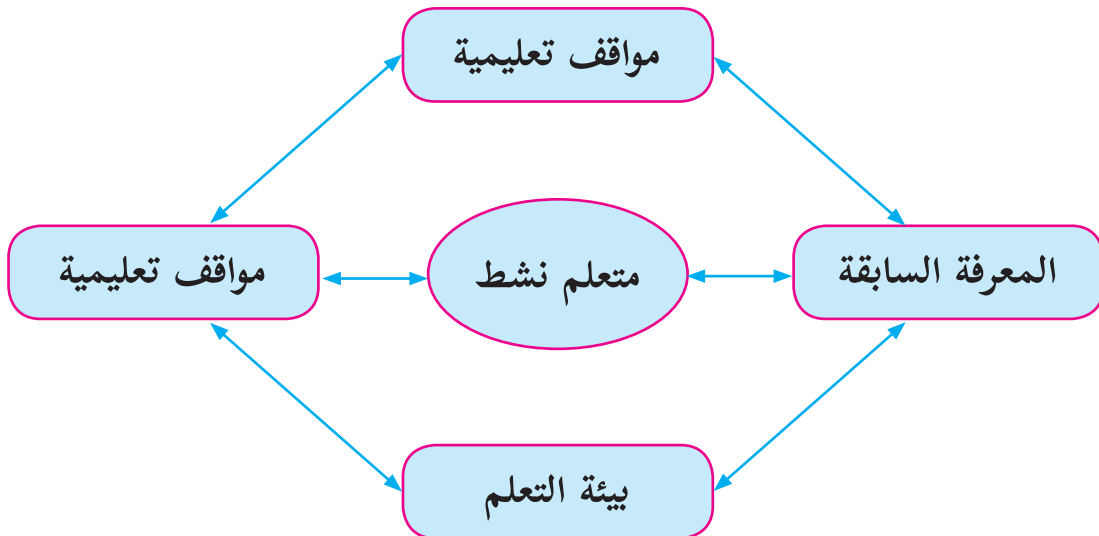 مواقف تعليمية
المعرفة السابقة
متعلم نشط
مواقف تعليمية
بيئة التعلم